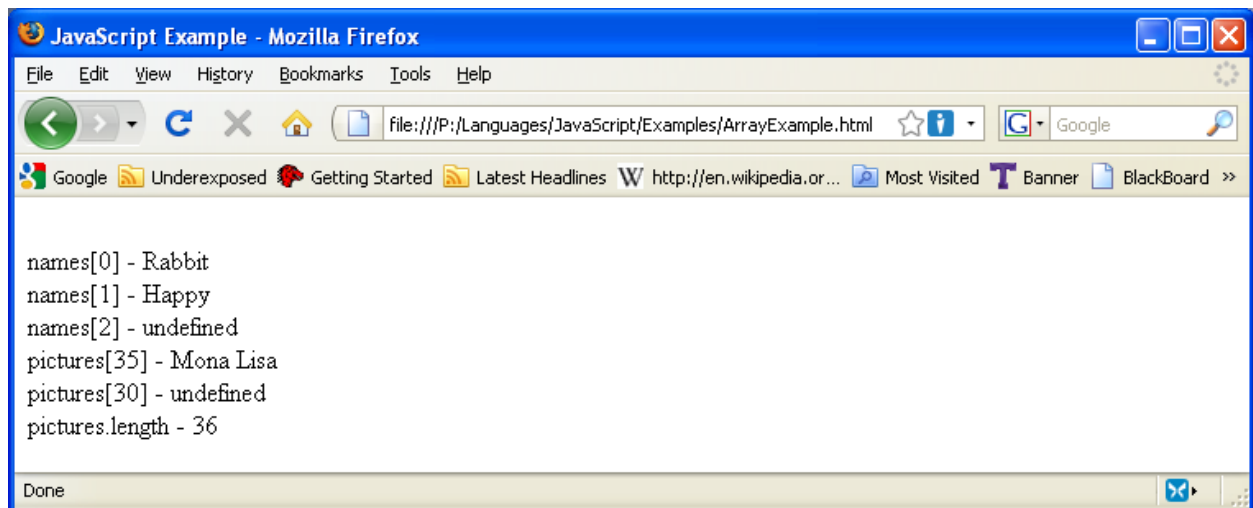 JavaScript Example - Mozilla Firefox
File Edit View History Bookmarks Tools Help
file:///P:/Languages/JavaScript/Examples/ArrayExample.html G Google
Google Underexposed Getting Started Latest Headlines W http://en.wikipedia.or... Most Visited T Banner BlackBoard »
names[0] - Rabbit
names[1] - Happy
names[2] - undefined
pictures[35] - Mona Lisa
pictures[30] - undefined
pictures.length - 36
Done